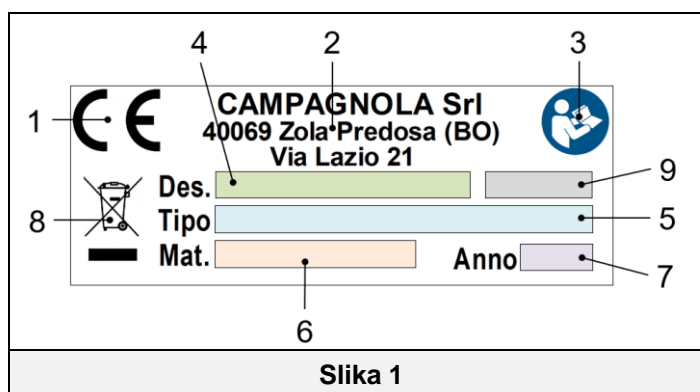 4 2 3
CE
CAMPAGNOLA Srl
40069 Zola Predosa (BO)
Via Lazio 21
1
9
Des.
8
Tipo
5
Mat.
Anno
7
6
Slika 1